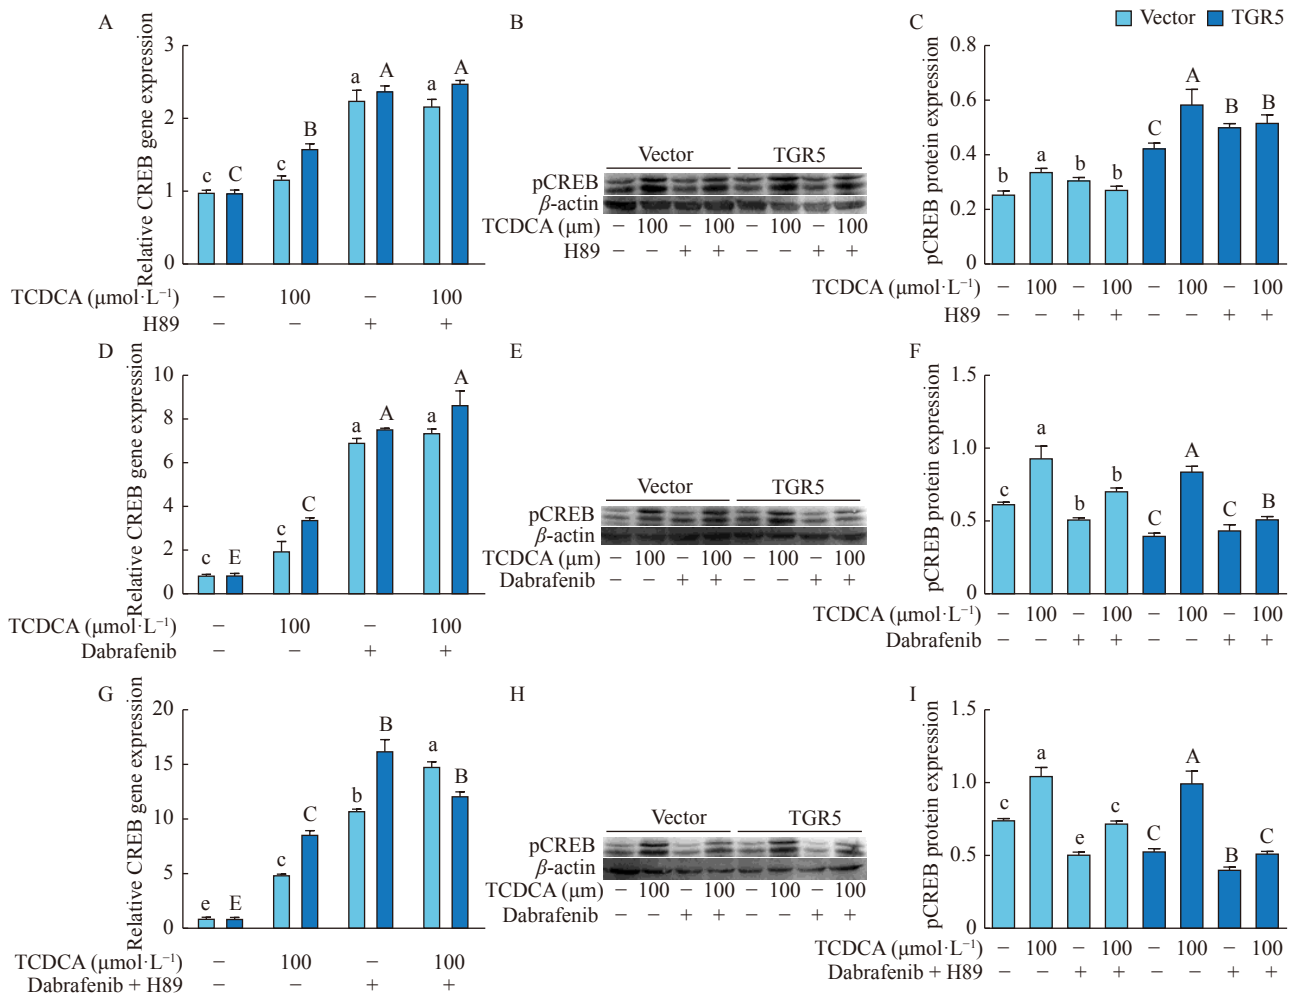 Vector TGR5
A
Relative CREB gene expression
3
2
1
0
c C c B a A a A
TCDCA (μmol·L⁻¹) − 100 − 100
H89 − − + +
B
Vector TGR5
pCREB
β-actin
TCDCA (μm) − 100 − 100 − 100 − 100
H89 − − + + − − + +
C
pCREB protein expression
0.8
0.6
0.4
0.2
0
b a b b C A B B
TCDCA (μmol·L⁻¹) − 100 − 100 − 100 − 100
H89 − − + + − − + +
D
Relative CREB gene expression
10
8
6
4
2
0
c E c C a A a A
TCDCA (μmol·L⁻¹) − 100 − 100
Dabrafenib − − + +
E
Vector TGR5
pCREB
β-actin
TCDCA (μm) − 100 − 100 − 100 − 100
Dabrafenib − − + + − − + +
F
pCREB protein expression
1.5
1.0
0.5
0
c a b b C A C B
TCDCA (μmol·L⁻¹) − 100 − 100 − 100 − 100
Dabrafenib − − + + − − + +
G
Relative CREB gene expression
20
15
10
5
0
e E c C b B a B
TCDCA (μmol·L⁻¹) − 100 − 100
Dabrafenib + H89 − − + +
H
Vector TGR5
pCREB
β-actin
TCDCA (μm) − 100 − 100 − 100 − 100
Dabrafenib − − + + − − + +
I
pCREB protein expression
1.5
1.0
0.5
0
c a e c C A B C
TCDCA (μmol·L⁻¹) − 100 − 100 − 100 − 100
Dabrafenib + H89 − − + + − − + +